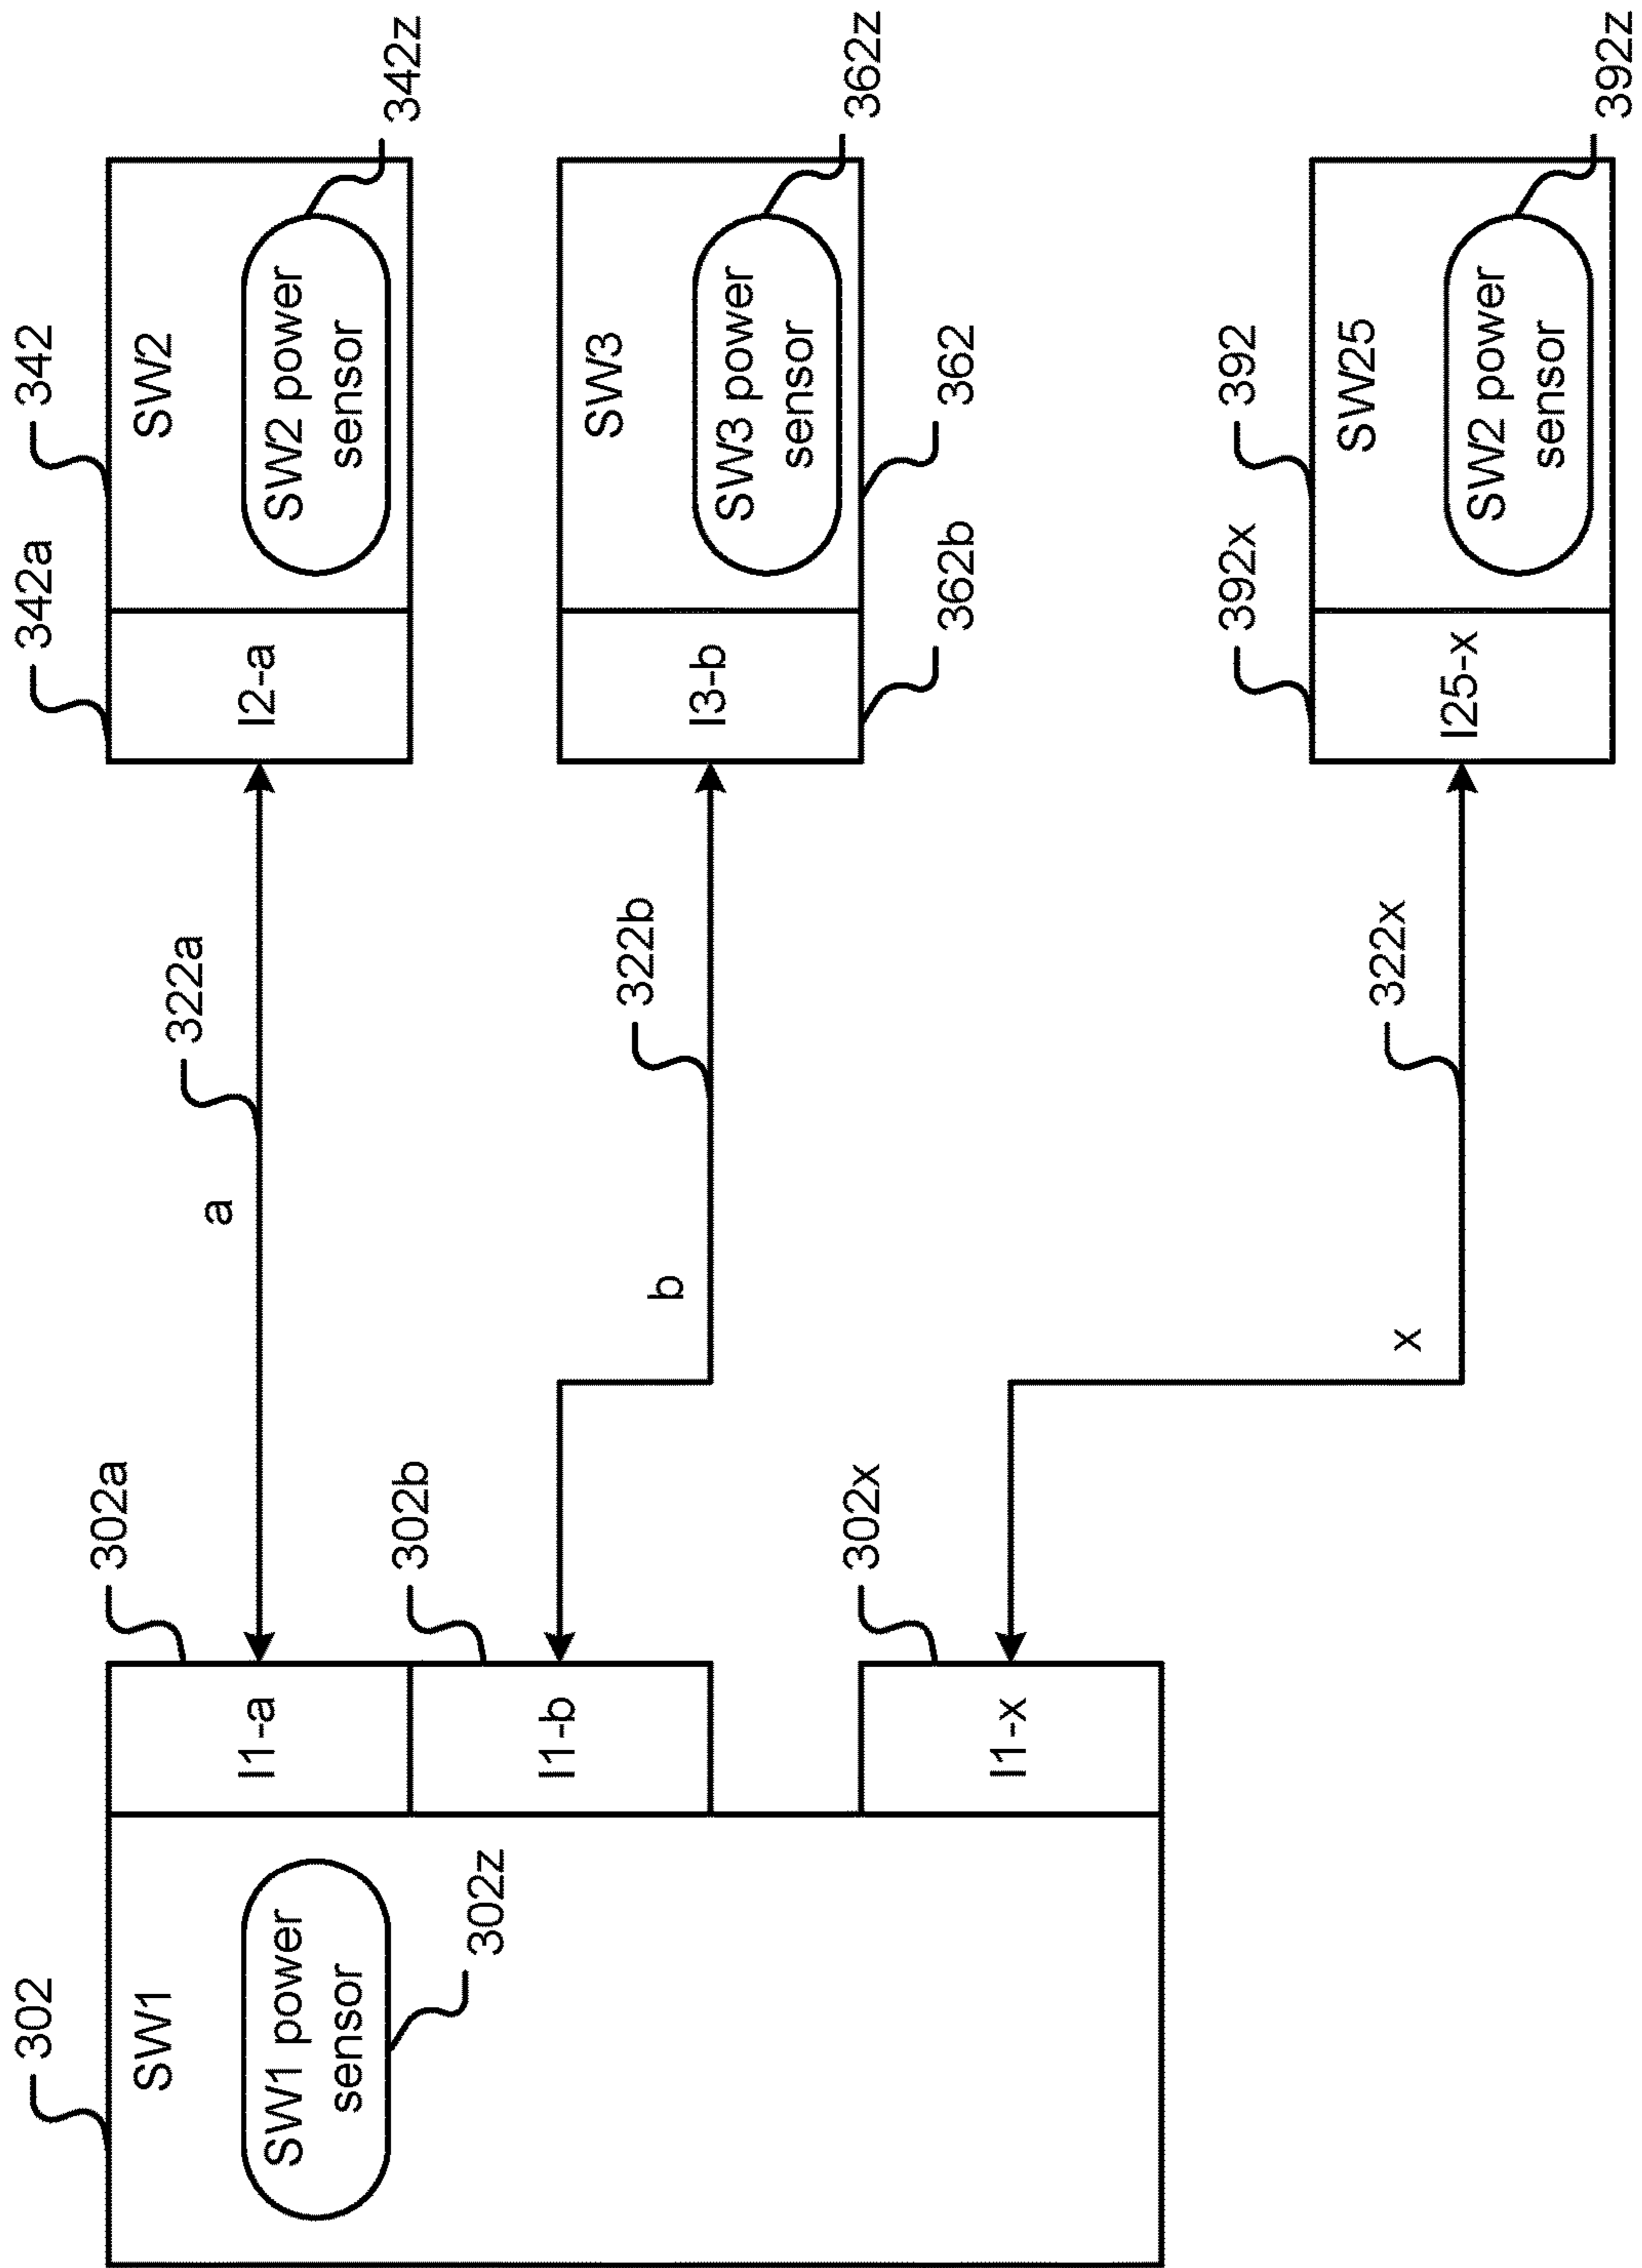 302
SW1
SW1 power
sensor
302z
I1-a
302a
I1-b
302b
I1-x
302x
a
322a
b
322b
x
322x
342a
342
I2-a
SW2
SW2 power
sensor
342z
I3-b
SW3
SW3 power
sensor
362z
362b
362
392x
392
I25-x
SW25
SW2 power
sensor
392z